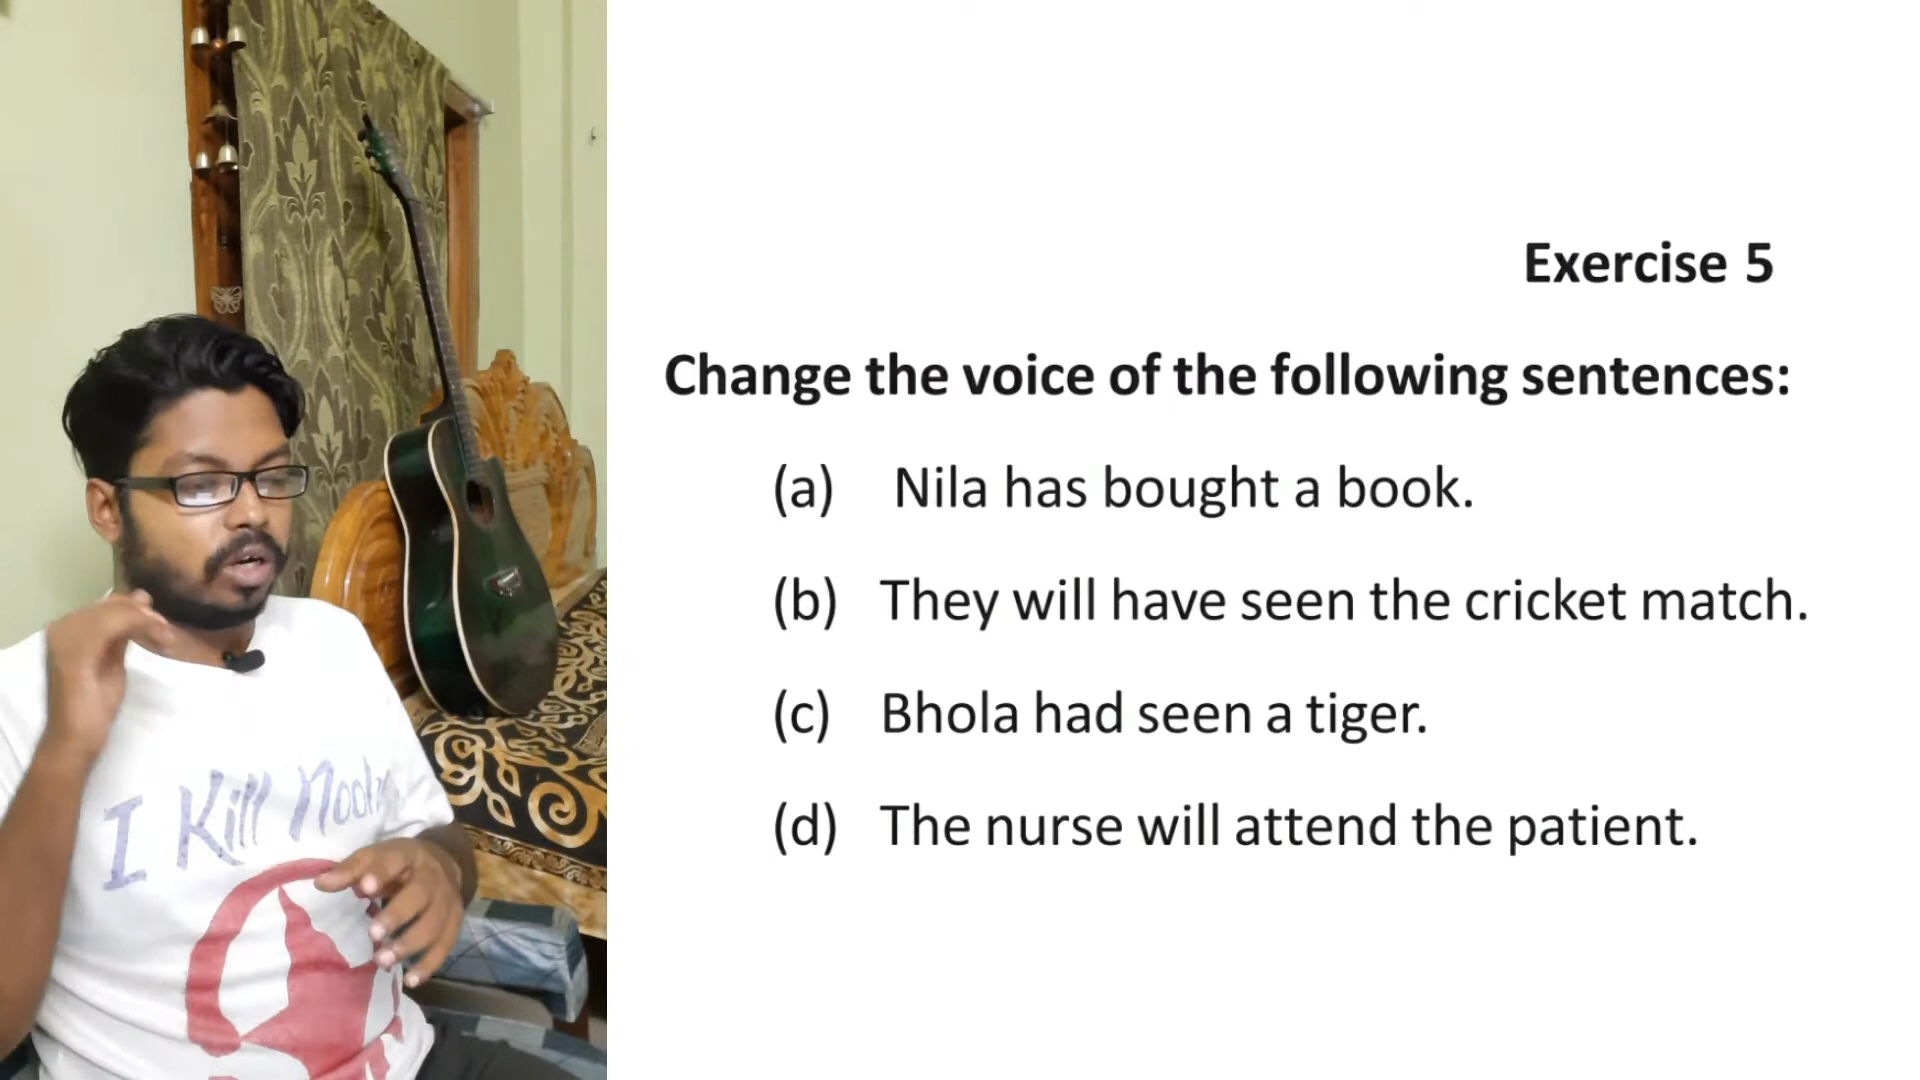 Exercise 5
Change the voice of the following sentences:
(a) Nila has bought a book.
(b) They will have seen the cricket match.
(c) Bhola had seen a tiger.
(d) The nurse will attend the patient.
I Kill